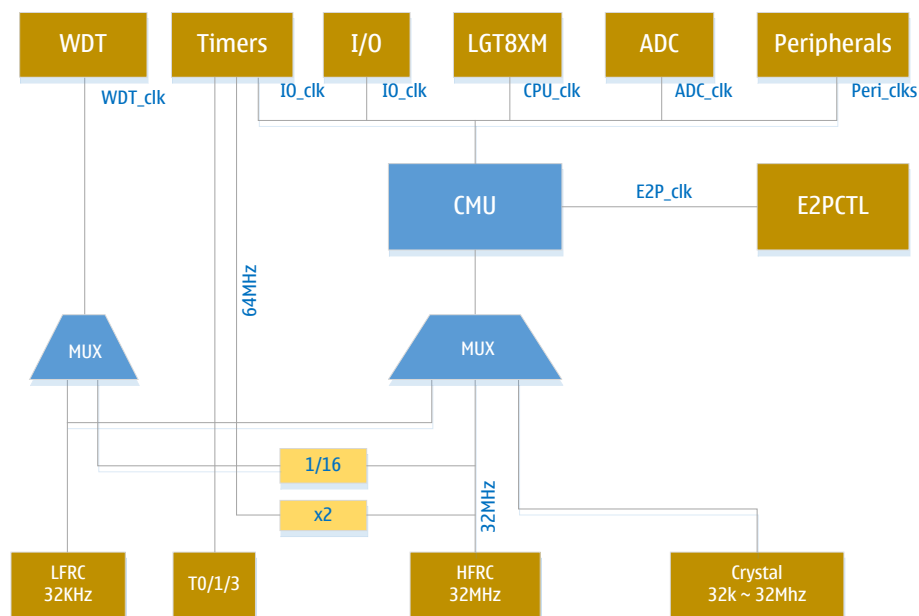 WDT
Timers
I/O
LGT8XM
ADC
Peripherals
WDT_clk
IO_clk
IO_clk
CPU_clk
ADC_clk
Peri_clks
CMU
E2P_clk
E2PCTL
64MHz
MUX
MUX
1/16
x2
32MHz
LFRC
32KHz
T0/1/3
HFRC
32MHz
Crystal
32k ~ 32Mhz